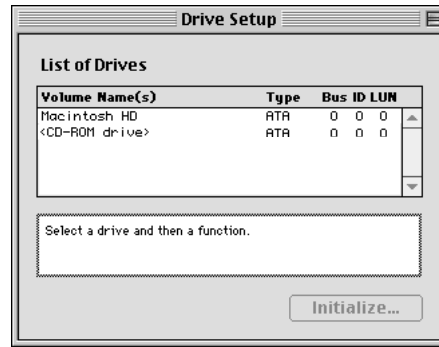 Drive Setup
List of Drives
Volume Name(s) Type Bus ID LUN
Macintosh HD ATA 0 0 0
<CD-ROM drive> ATA 0 0 0
Select a drive and then a function.
Initialize...